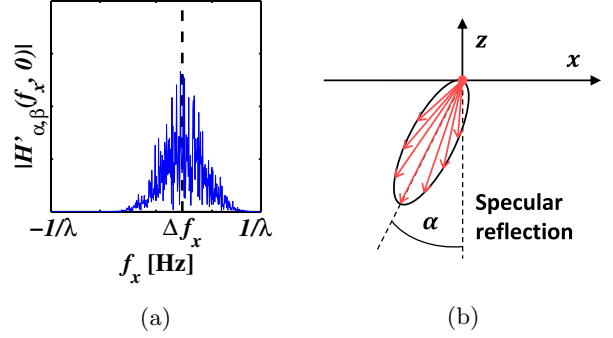 |H'α,β(fx, 0)|
-1/λ Δfx 1/λ
fx [Hz]
(a)
z
x
α
Specular
reflection
(b)